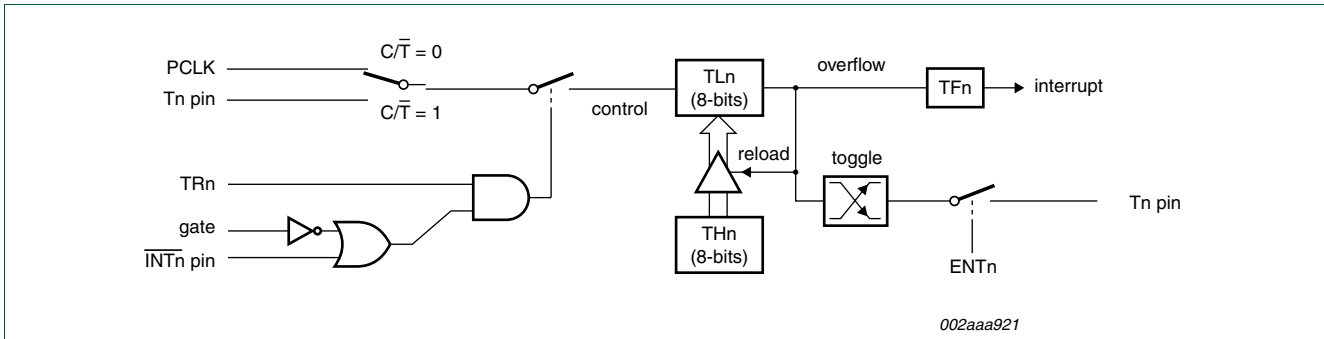 C/T̅ = 0
PCLK
Tn pin
C/T̅ = 1
control
TLn
(8-bits)
overflow
TFn
interrupt
reload
toggle
TRn
gate
I̅N̅T̅n̅ pin
THn
(8-bits)
Tn pin
ENTn
002aaa921